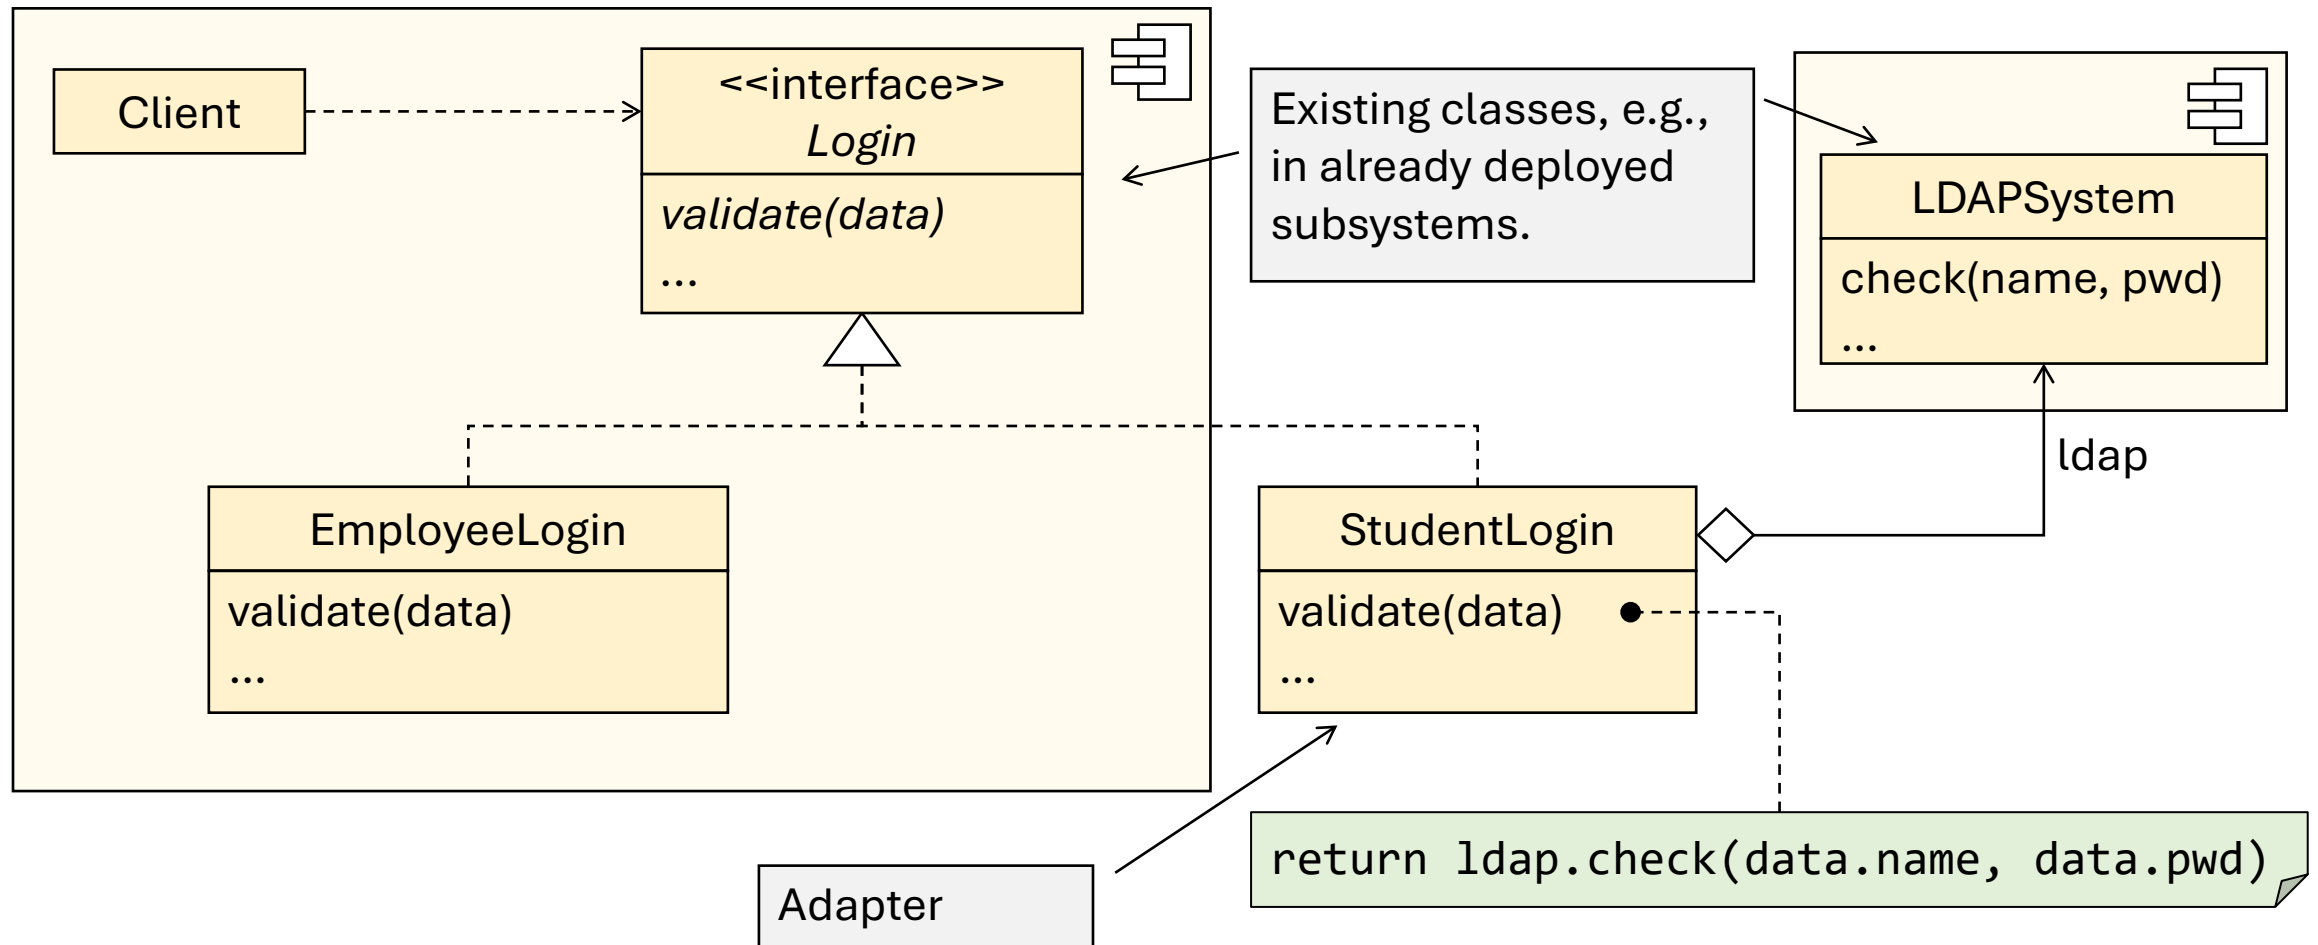 Client
<<interface>>
Login
validate(data)
...
Existing classes, e.g.,
in already deployed
subsystems.
LDAPSystem
check(name, pwd)
...
ldap
EmployeeLogin
validate(data)
...
StudentLogin
validate(data)
...
return ldap.check(data.name, data.pwd)
Adapter